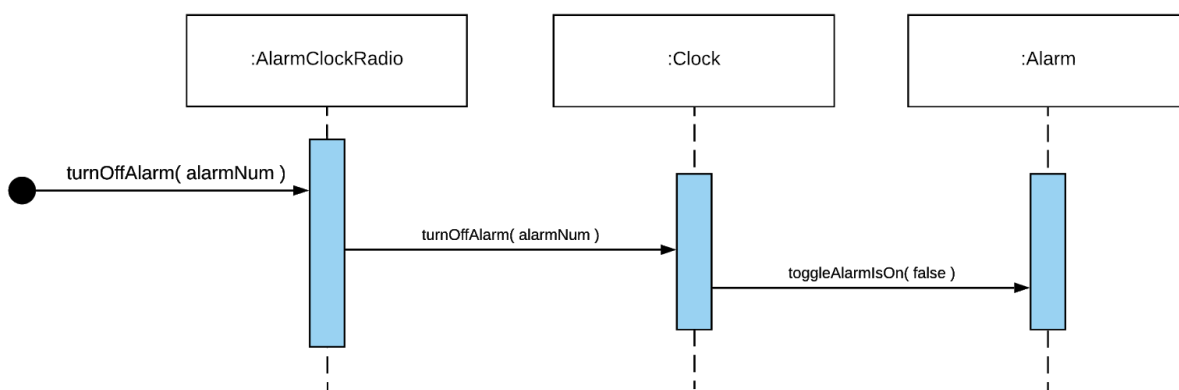 :AlarmClockRadio
:Clock
:Alarm
turnOffAlarm( alarmNum )
turnOffAlarm( alarmNum )
toggleAlarmIsOn( false )